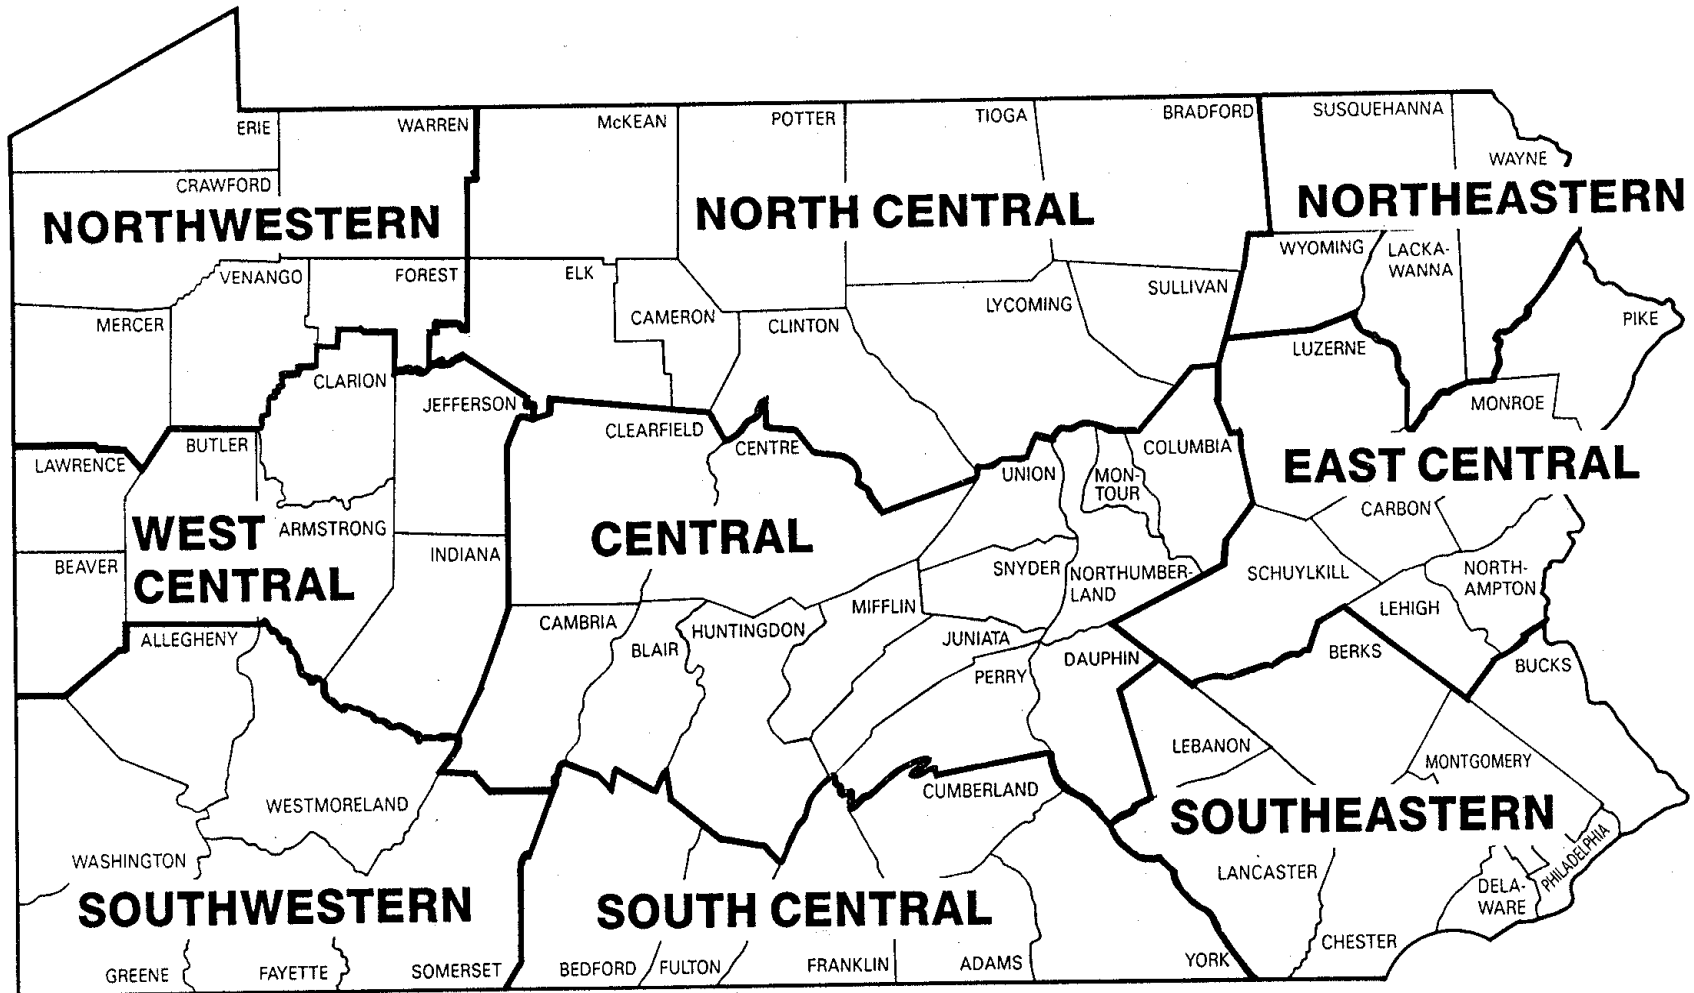 ERIE
WARREN
McKEAN
POTTER
TIOGA
BRADFORD
SUSQUEHANNA
WAYNE
CRAWFORD
NORTHWESTERN
NORTH CENTRAL
NORTHEASTERN
VENANGO
FOREST
ELK
WYOMING
LACKA-
WANNA
MERCER
CAMERON
CLINTON
LYCOMING
SULLIVAN
PIKE
LUZERNE
CLARION
JEFFERSON
CLEARFIELD
CENTRE
MONROE
LAWRENCE
BUTLER
UNION
MON-
TOUR
COLUMBIA
EAST CENTRAL
CARBON
WEST
CENTRAL
ARMSTRONG
INDIANA
CENTRAL
BEAVER
SNYDER
NORTHUMBER-
LAND
SCHUYLKILL
LEHIGH
NORTH-
AMPTON
ALLEGHENY
CAMBRIA
BLAIR
HUNTINGDON
MIFFLIN
JUNIATA
PERRY
DAUPHIN
BERKS
BUCKS
LEBANON
MONTGOMERY
WESTMORELAND
CUMBERLAND
SOUTHEASTERN
WASHINGTON
LANCASTER
DELA-
WARE
PHILADELPHIA
SOUTHWESTERN
SOUTH CENTRAL
GREENE
FAYETTE
SOMERSET
BEDFORD
FULTON
FRANKLIN
ADAMS
YORK
CHESTER